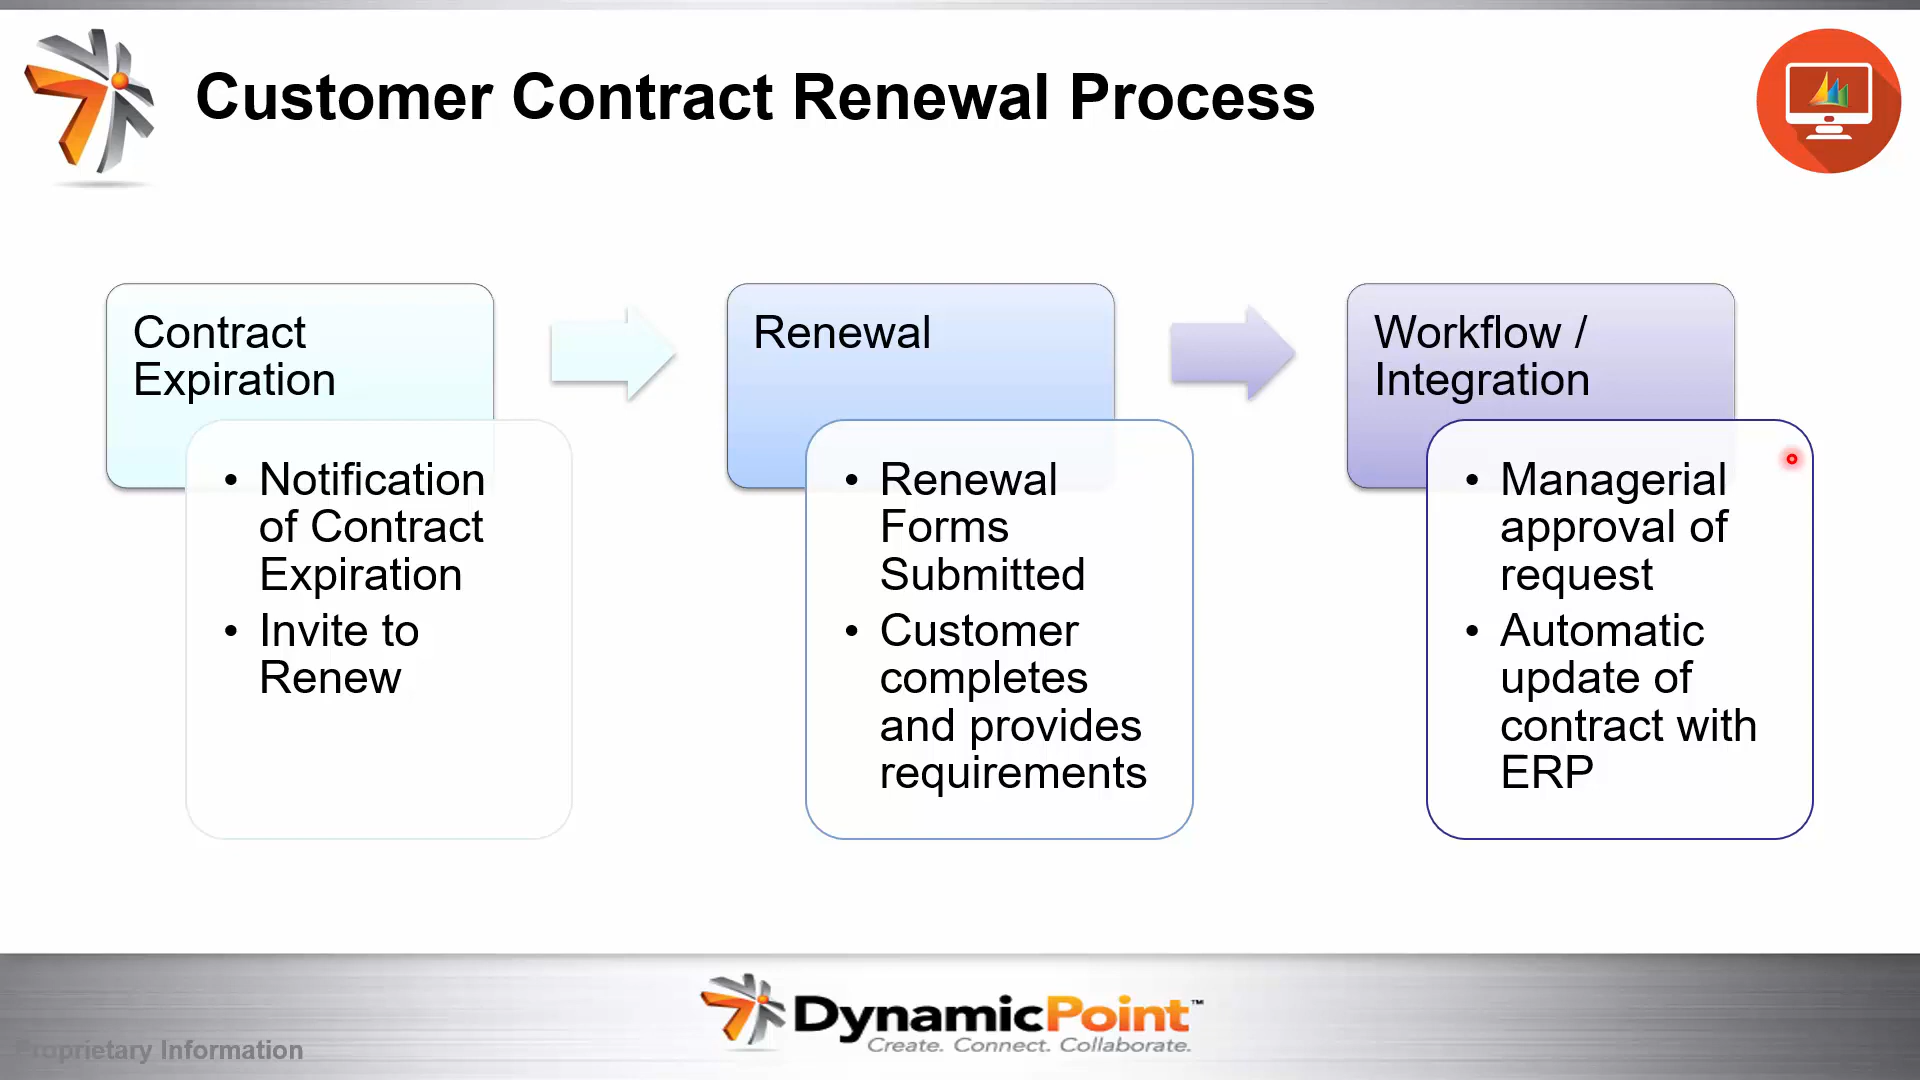 Customer Contract Renewal Process
Contract
Expiration
• Notification
of Contract
Expiration
• Invite to
Renew
Renewal
• Renewal
Forms
Submitted
• Customer
completes
and provides
requirements
Workflow /
Integration
• Managerial
approval of
request
• Automatic
update of
contract with
ERP
DynamicPoint™
Create. Connect. Collaborate.
Proprietary Information